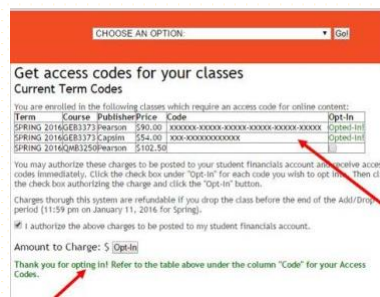 CHOOSE AN OPTION: Go!
Get access codes for your classes
Current Term Codes
You are enrolled in the following classes which require an access code for online content:
Term Course Publisher Price Code Opt-In
SPRING 2016 GEB3373 Pearson $90.00 xxxxxx-xxxxx-xxxxx-xxxxx-xxxxx-xxxxx Opted-in!
SPRING 2016 GEB3373 Capsim $54.00 xxx-xxxxxxxxxxxx Opted-in!
SPRING 2016 QMB3250 Pearson $102.50
You may authorize these charges to be posted to your student financials account and receive access
codes immediately. Click the check box under "Opt-In" for each code you wish to opt into. Then cl
the check box authorizing the charge and click the "Opt-In" button.
Charges thorugh this system are refundable if you drop the class before the end of the Add/Drop
period (11:59 pm on January 11, 2016 for Spring).
I authorize the above charges to be posted to my student financials account.
Amount to Charge: $ Opt-In
Thank you for opting in! Refer to the table above under the column "Code" for your Access
Codes.